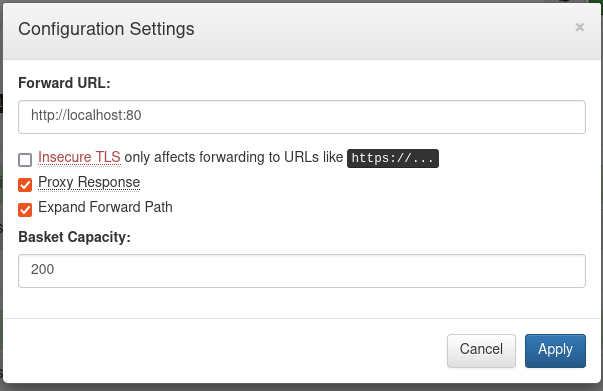 Configuration Settings
×
Forward URL:
http://localhost:80
Insecure TLS only affects forwarding to URLs like https://...
Proxy Response
Expand Forward Path
Basket Capacity:
200
Cancel Apply